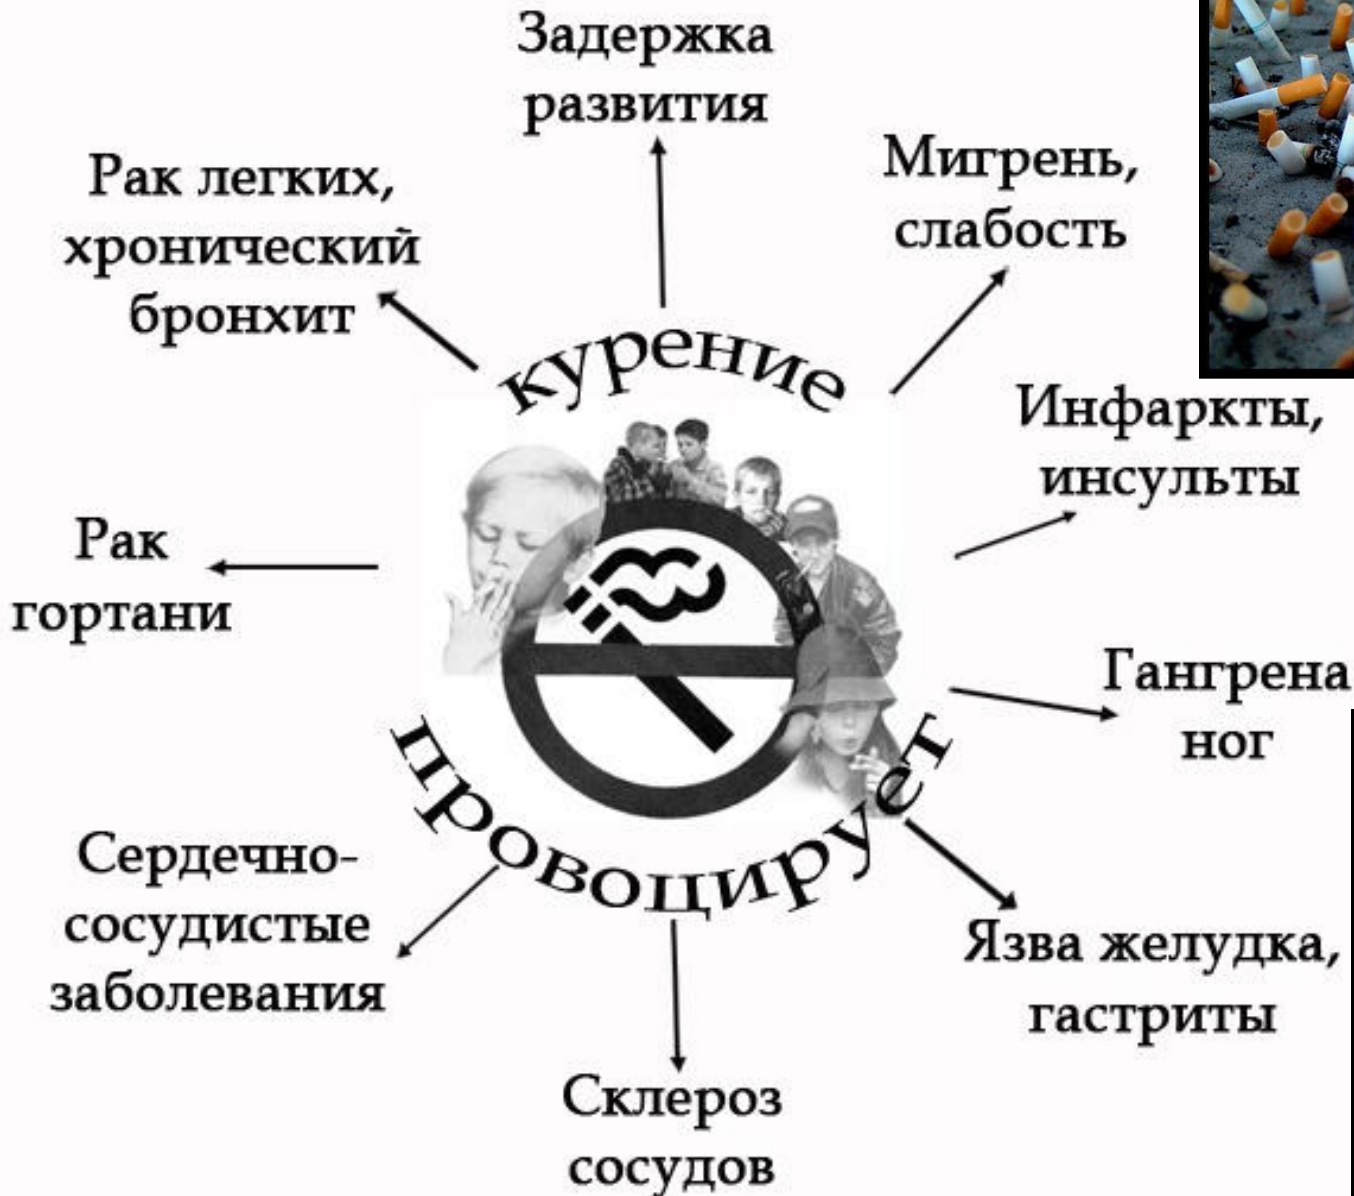 Задержка
развития
Мигрень,
слабость
Рак легких,
хронический
бронхит
курение
Инфаркты,
инсульты
Рак
гортани
Гангрена
ног
провоцирует
Сердечно-
сосудистые
заболевания
Язва желудка,
гастриты
Склероз
сосудов